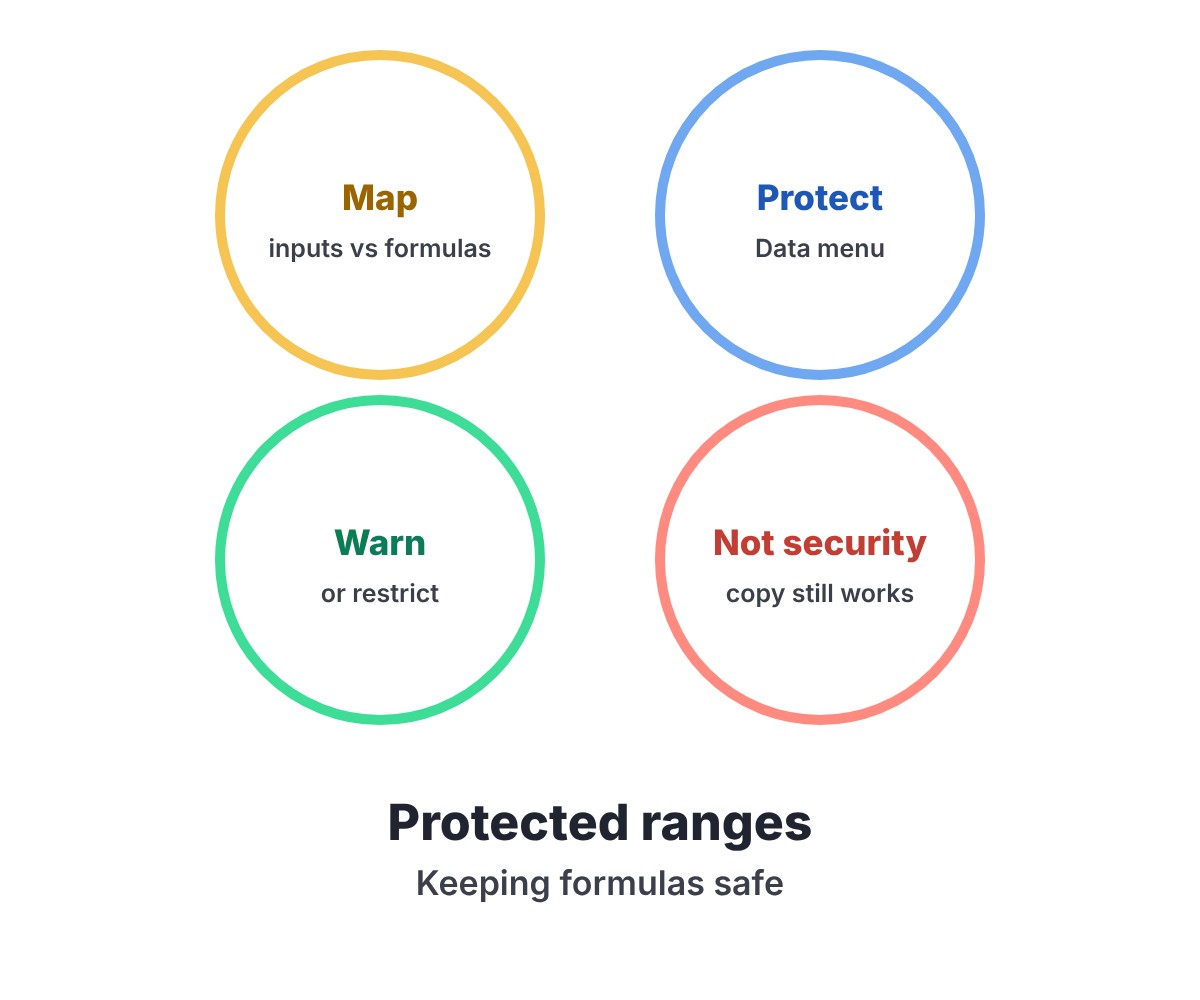 Map
inputs vs formulas
Protect
Data menu
Warn
or restrict
Not security
copy still works
Protected ranges
Keeping formulas safe